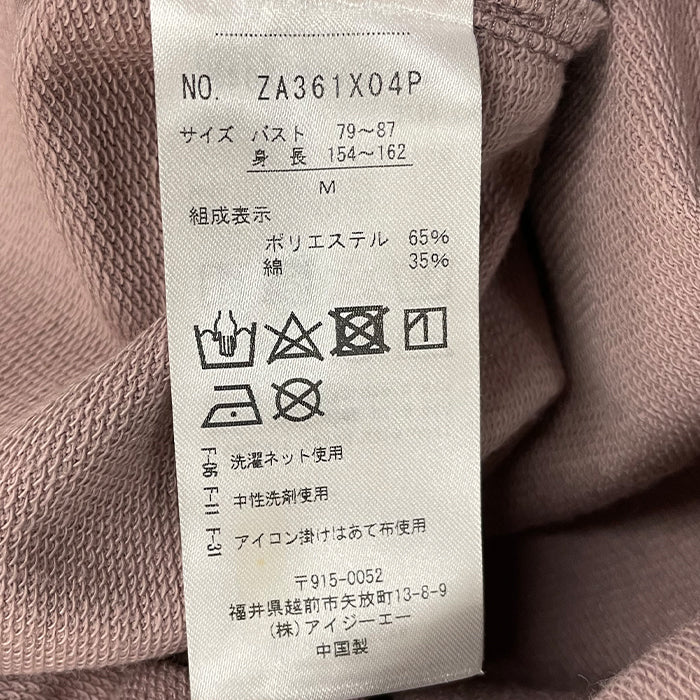 NO. ZA361X04P
サイズ バスト 79～87
身 長 154～162
M
組成表示
ポリエステル 65%
綿 35%
F-06 洗濯ネット使用
F-11 中性洗剤使用
F-31 アイコン掛けはあて布使用
〒915-0052
福井県越前市矢放町13-8-9
(株)アイジーエー
中国製